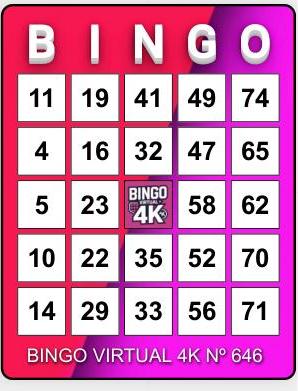 B I N G O
11 19 41 49 74
4 16 32 47 65
5 23 BINGO VIRTUAL 4K 58 62
10 22 35 52 70
14 29 33 56 71
BINGO VIRTUAL 4K Nº 646